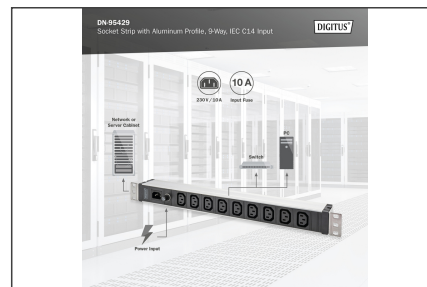 DN-95429
Socket Strip with Aluminum Profile, 9-Way, IEC C14 Input
DIGITUS®
230 V / 10 A
10 A
Input Fuse
Network or
Server Cabinet
PC
Switch
Power Input